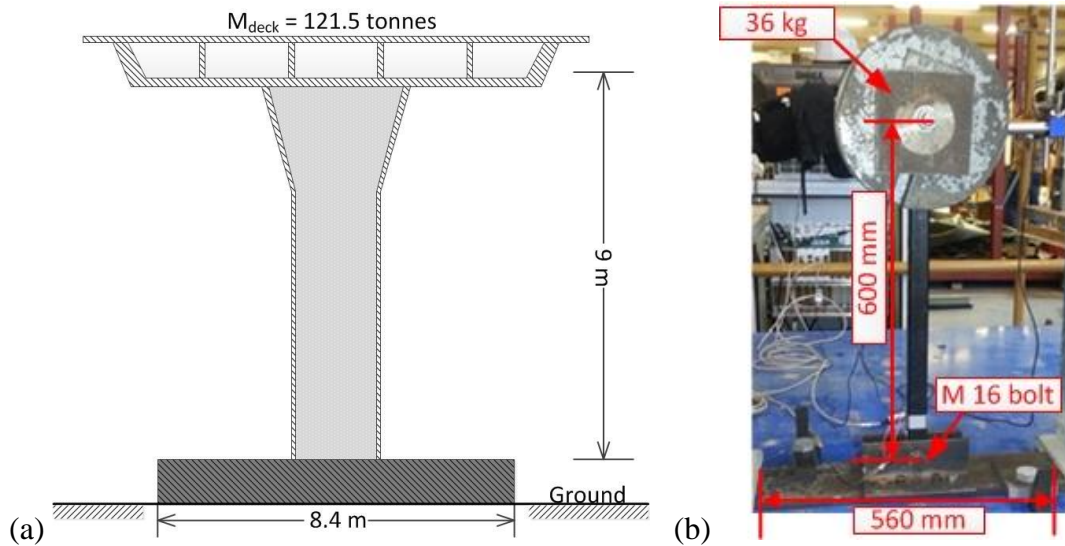 M_deck = 121.5 tonnes
9 m
Ground
8.4 m
(a)
36 kg
600 mm
M 16 bolt
560 mm
(b)